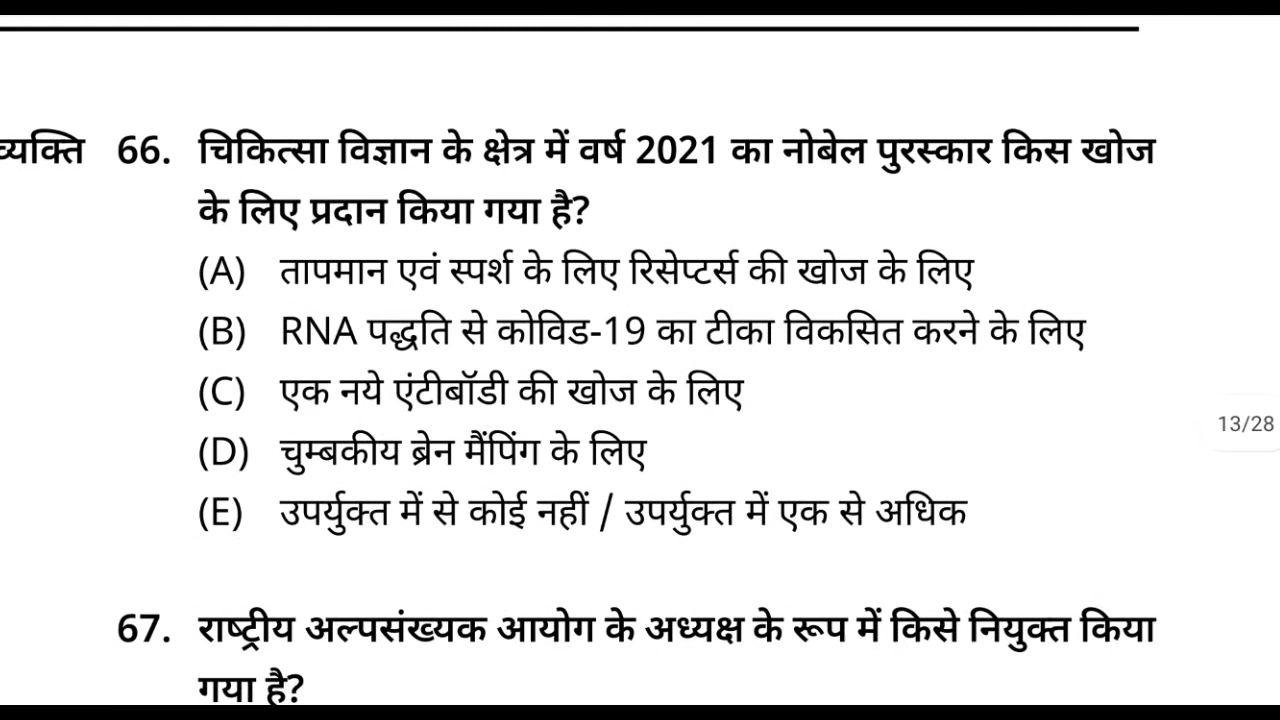 व्यक्ति
66. चिकित्सा विज्ञान के क्षेत्र में वर्ष 2021 का नोबेल पुरस्कार किस खोज
के लिए प्रदान किया गया है?
(A) तापमान एवं स्पर्श के लिए रिसेप्टर्स की खोज के लिए
(B) RNA पद्धति से कोविड-19 का टीका विकसित करने के लिए
(C) एक नये एंटीबॉडी की खोज के लिए
(D) चुम्बकीय ब्रेन मैंपिंग के लिए
(E) उपर्युक्त में से कोई नहीं / उपर्युक्त में एक से अधिक
13/28
67. राष्ट्रीय अल्पसंख्यक आयोग के अध्यक्ष के रूप में किसे नियुक्त किया
गया है?